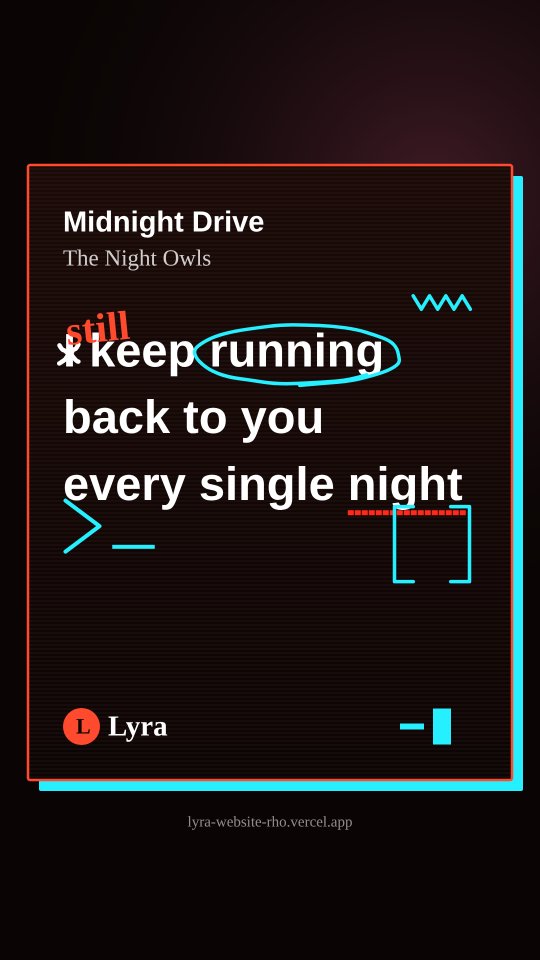 Midnight Drive
The Night Owls
still
I keep running
back to you
every single night
L Lyra
lyra-website-rho.vercel.app